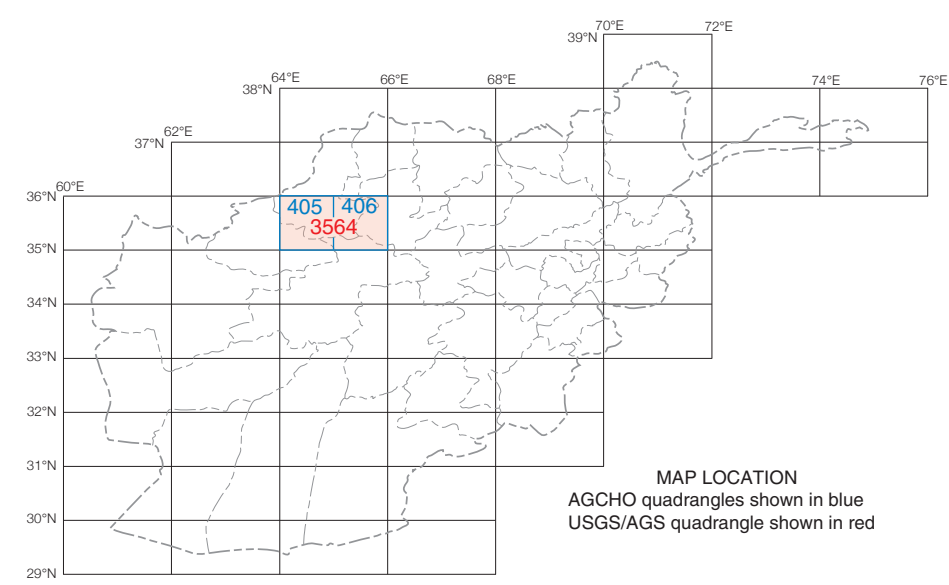 70°E 72°E
39°N
64°E 66°E 68°E 74°E 76°E
38°N
62°E
37°N
60°E
36°N
405 406
3564
35°N
34°N
33°N
32°N
31°N
MAP LOCATION
AGCHO quadrangles shown in blue
USGS/AGS quadrangle shown in red
30°N
29°N